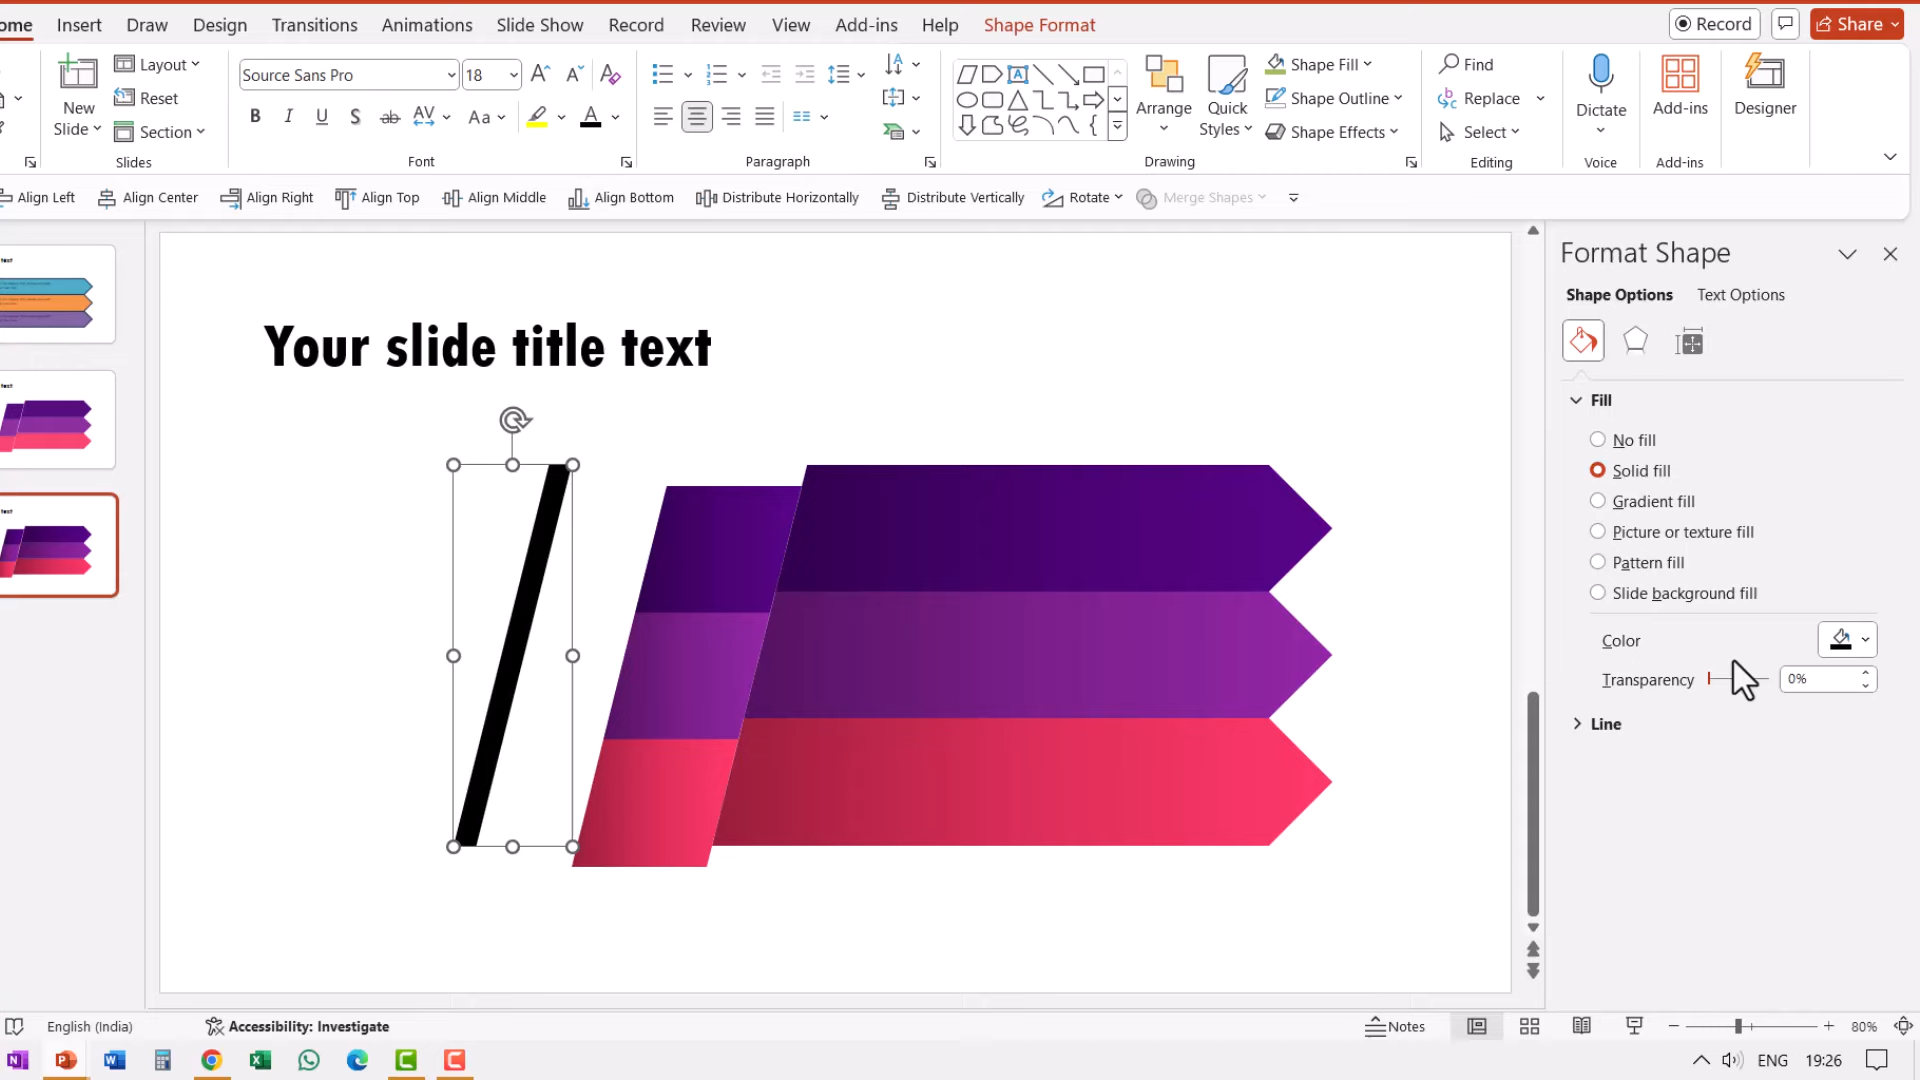 ome Insert Draw Design Transitions Animations Slide Show Record Review View Add-ins Help Shape Format Record Share
New Slide
Layout
Reset
Section
Slides
Source Sans Pro 18
B I U S ab AV Aa A
Font
Paragraph
Arrange
Quick Styles
Shape Fill
Shape Outline
Shape Effects
Drawing
Find
Replace
Select
Editing
Dictate
Voice
Add-ins
Add-ins
Designer
Align Left Align Center Align Right Align Top Align Middle Align Bottom Distribute Horizontally Distribute Vertically Rotate Merge Shapes
text
text
text
Your slide title text
Format Shape
Shape Options Text Options
Fill
No fill
Solid fill
Gradient fill
Picture or texture fill
Pattern fill
Slide background fill
Color
Transparency 0%
Line
English (India) Accessibility: Investigate Notes 80%
ENG 19:26